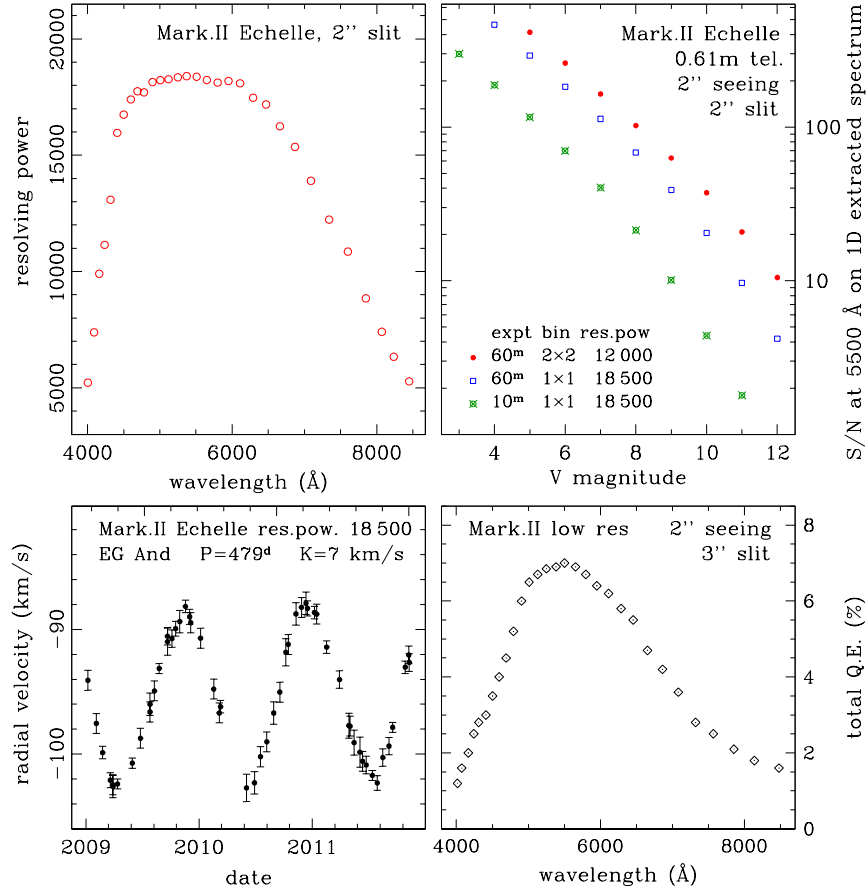 Mark.II Echelle, 2'' slit
20000
15000
10000
5000
resolving power
4000 6000 8000
wavelength (Å)
Mark.II Echelle
0.61m tel.
2'' seeing
2'' slit
100
10
S/N at 5500 Å on 1D extracted spectrum
expt bin res.pow
60ᵐ 2×2 12 000
60ᵐ 1×1 18 500
10ᵐ 1×1 18 500
4 6 8 10 12
V magnitude
Mark.II Echelle res.pow. 18 500
EG And P=479ᵈ K=7 km/s
-90
-100
radial velocity (km/s)
2009 2010 2011
date
Mark.II low res 2'' seeing
3'' slit
8
6
4
2
0
total Q.E. (%)
4000 6000 8000
wavelength (Å)